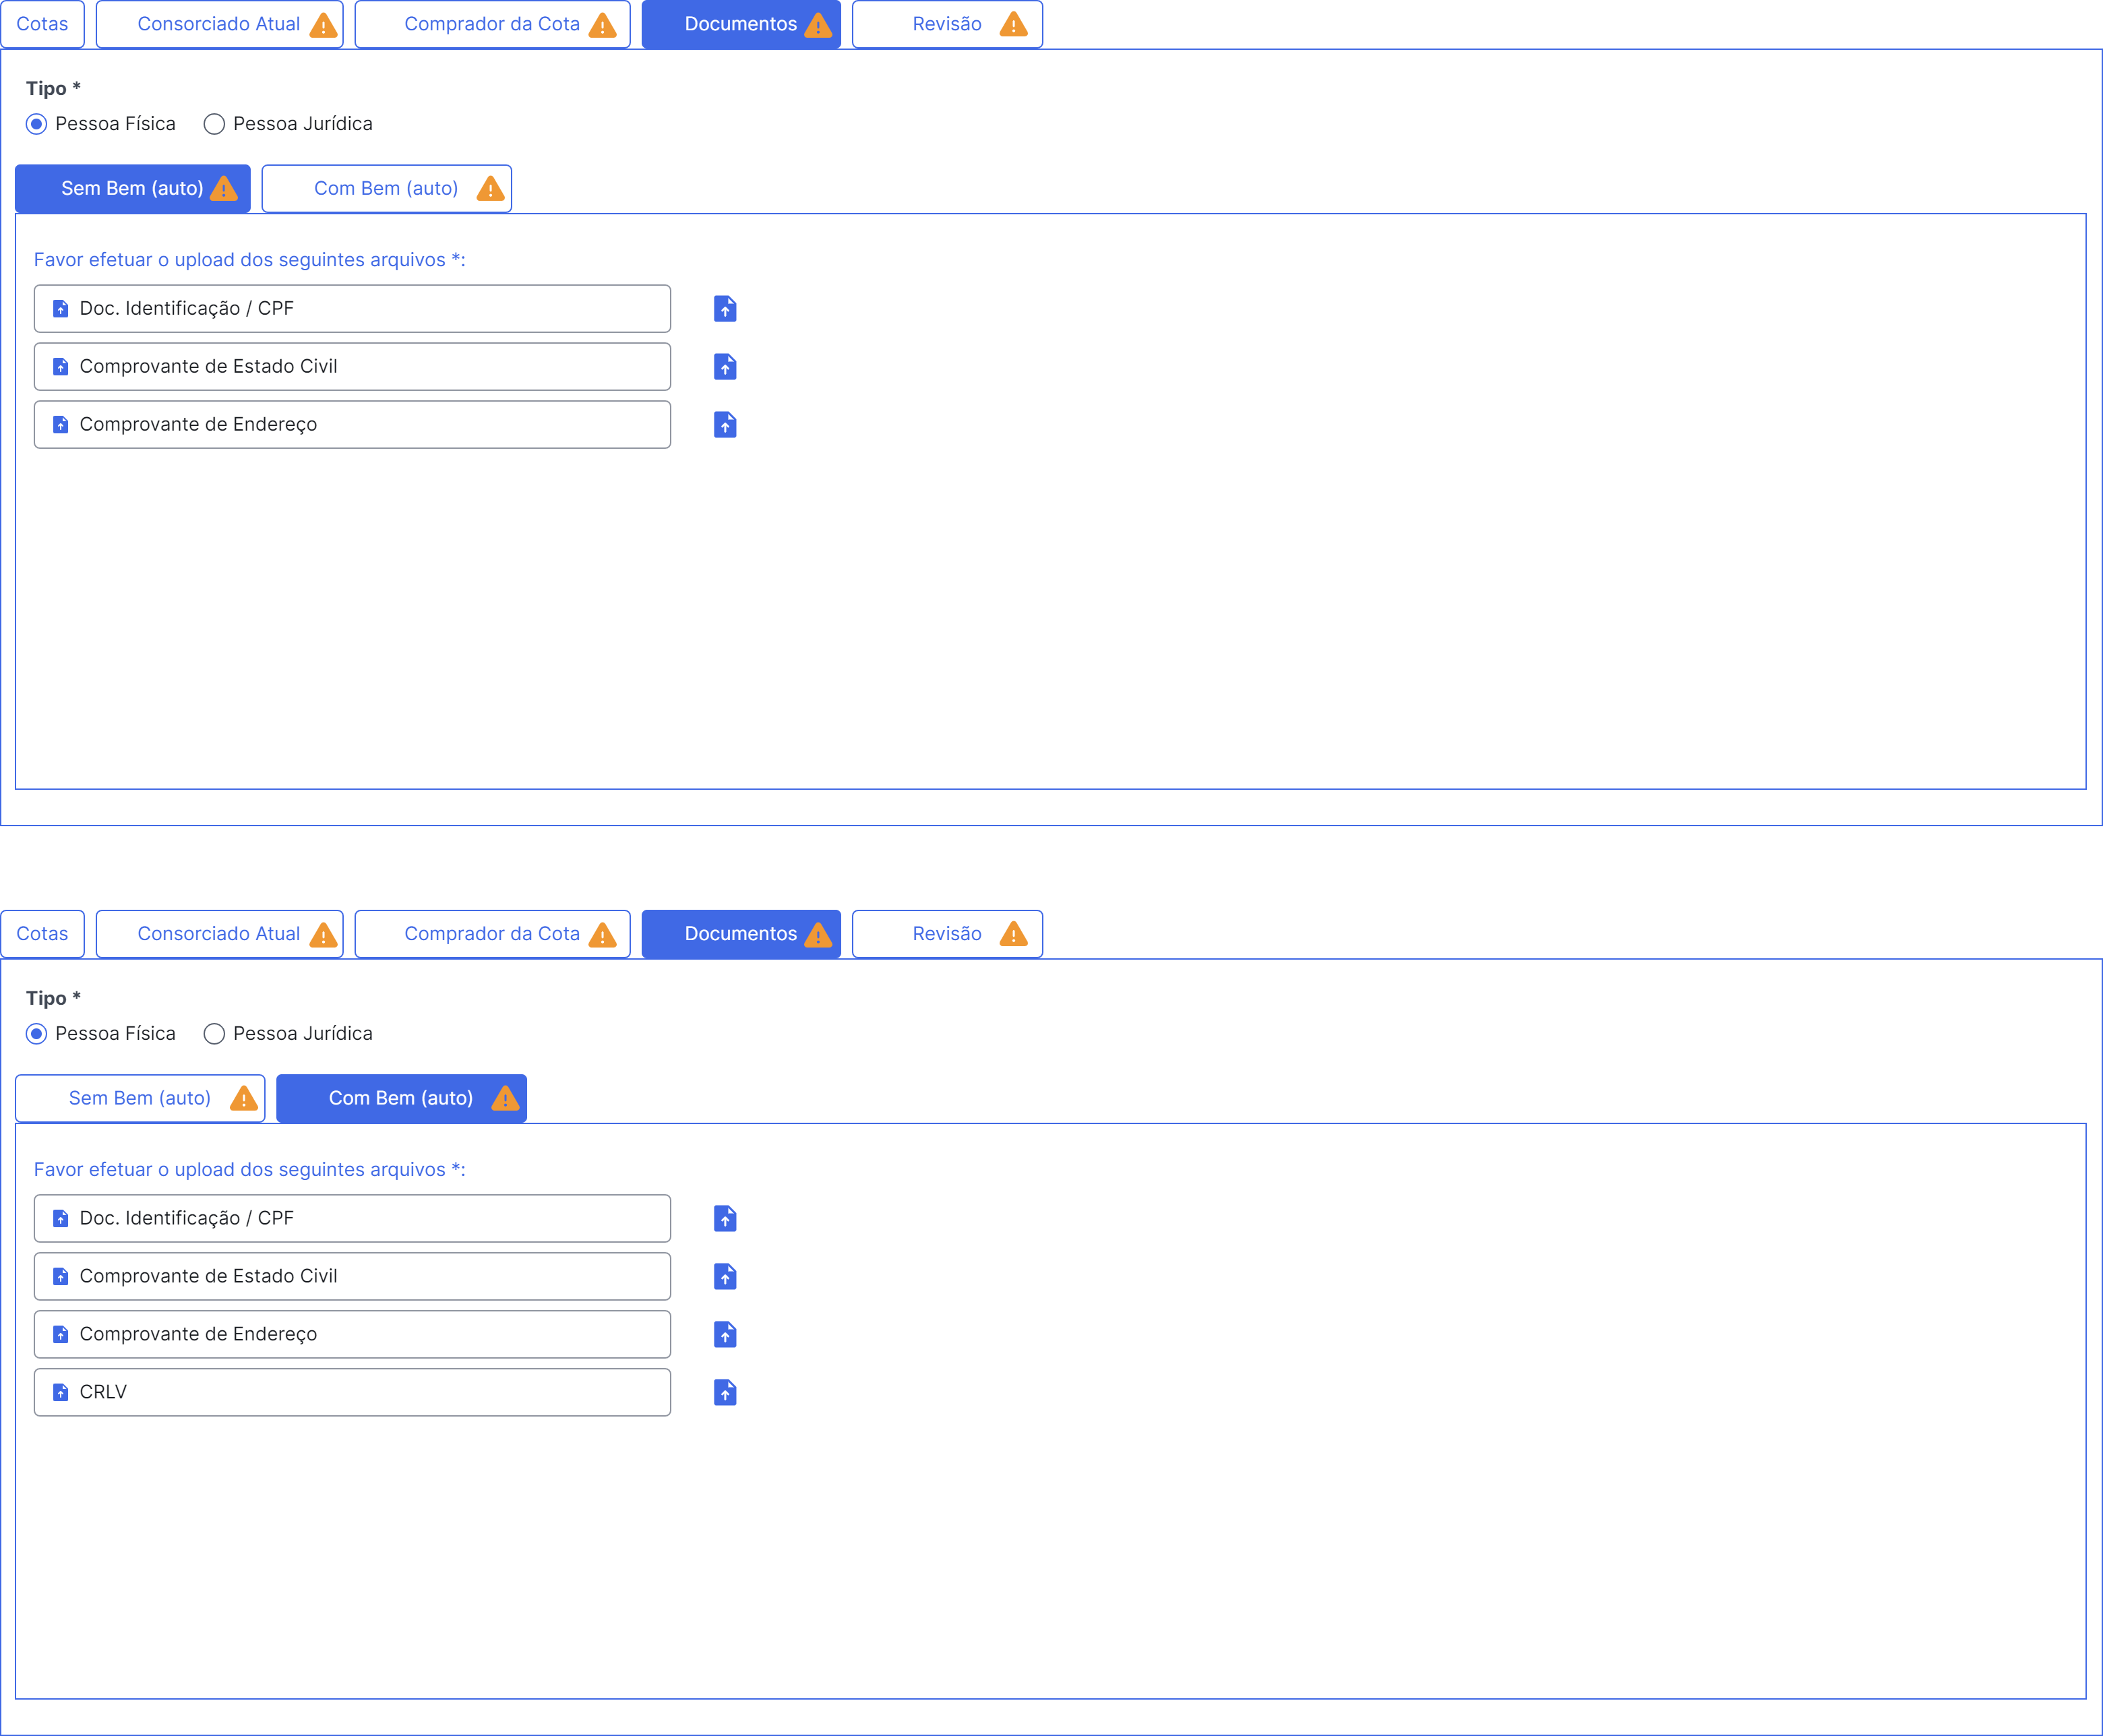 Cotas Consorciado Atual Comprador da Cota Documentos Revisão
Tipo *
Pessoa Física Pessoa Jurídica
Sem Bem (auto) Com Bem (auto)
Favor efetuar o upload dos seguintes arquivos *:
Doc. Identificação / CPF
Comprovante de Estado Civil
Comprovante de Endereço
Cotas Consorciado Atual Comprador da Cota Documentos Revisão
Tipo *
Pessoa Física Pessoa Jurídica
Sem Bem (auto) Com Bem (auto)
Favor efetuar o upload dos seguintes arquivos *:
Doc. Identificação / CPF
Comprovante de Estado Civil
Comprovante de Endereço
CRLV